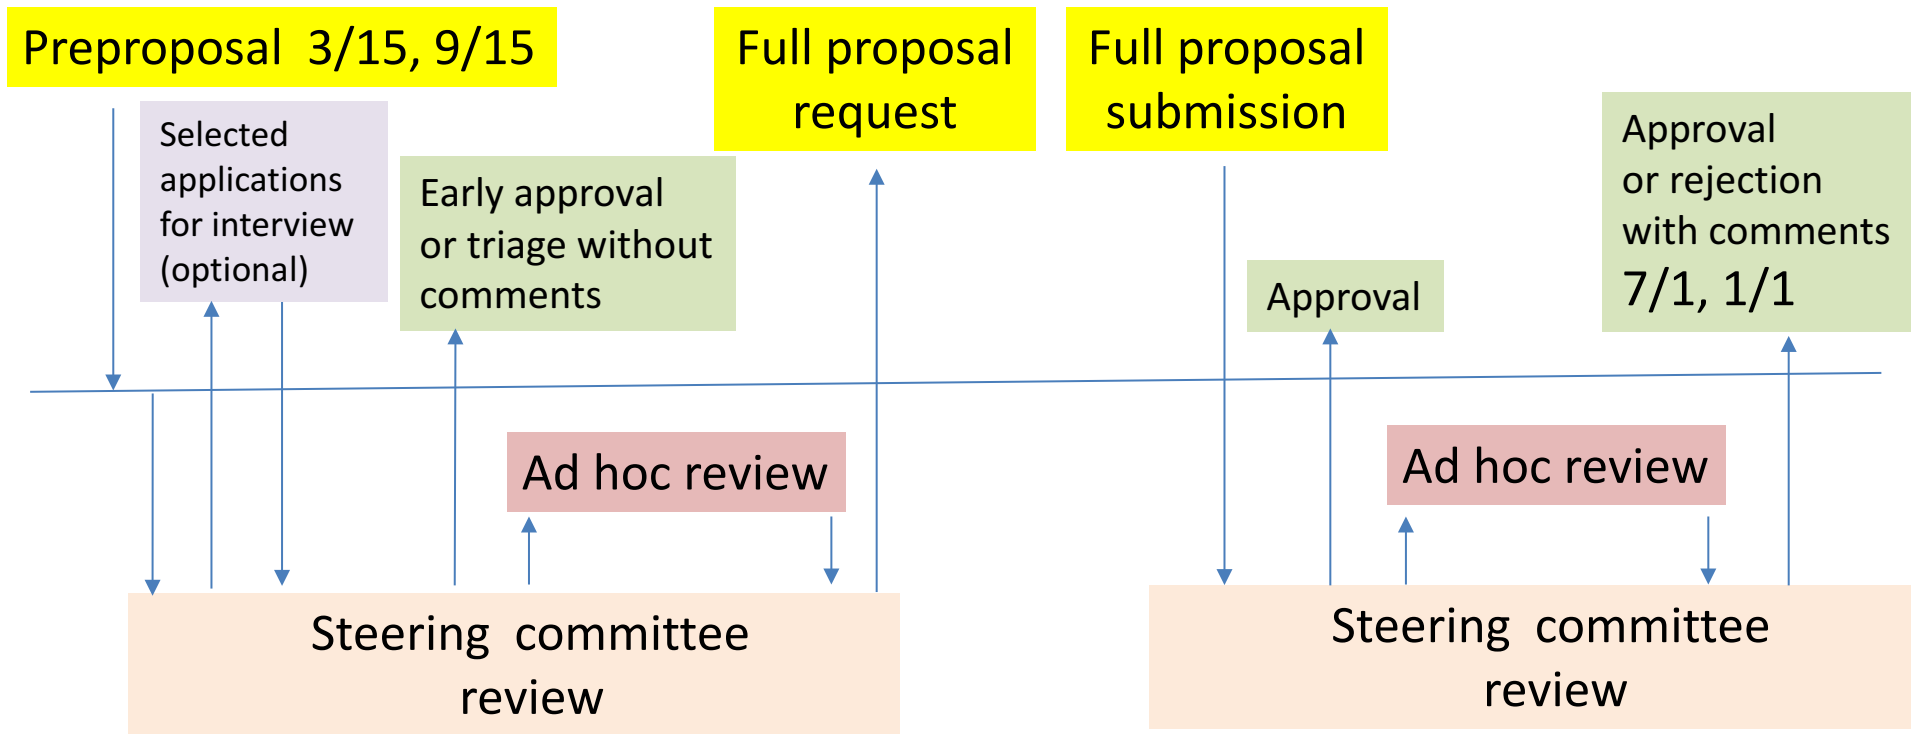 Preproposal  3/15, 9/15
Selected
applications
for interview
(optional)
Early approval
or triage without
comments
Full proposal
request
Full proposal
submission
Approval
Approval
or rejection
with comments
7/1, 1/1
Ad hoc review
Ad hoc review
Steering  committee
review
Steering  committee
review